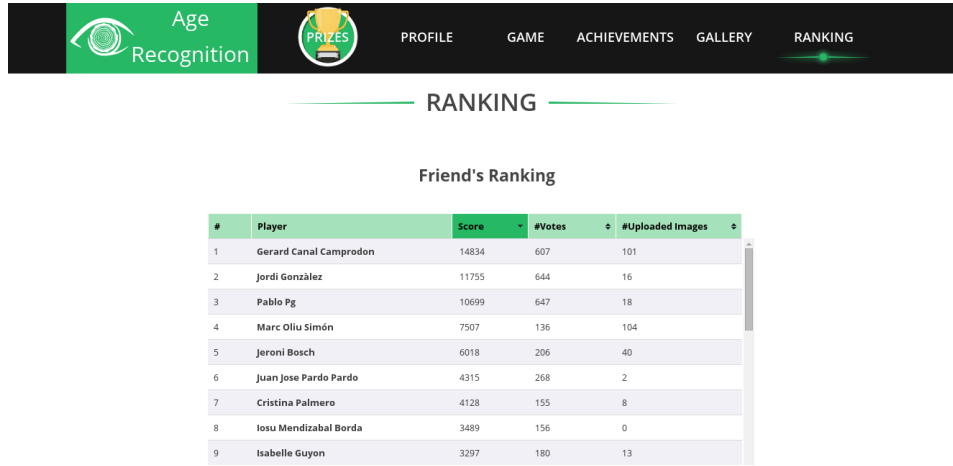 Age
Recognition
PRIZES PROFILE GAME ACHIEVEMENTS GALLERY RANKING
RANKING
Friend's Ranking
# Player Score #Votes #Uploaded Images
1 Gerard Canal Camprodon 14834 607 101
2 Jordi Gonzàlez 11755 644 16
3 Pablo Pg 10699 647 18
4 Marc Oliu Simón 7507 136 104
5 Jeroni Bosch 6018 206 40
6 Juan Jose Pardo Pardo 4315 268 2
7 Cristina Palmero 4128 155 8
8 Iosu Mendizabal Borda 3489 156 0
9 Isabelle Guyon 3297 180 13